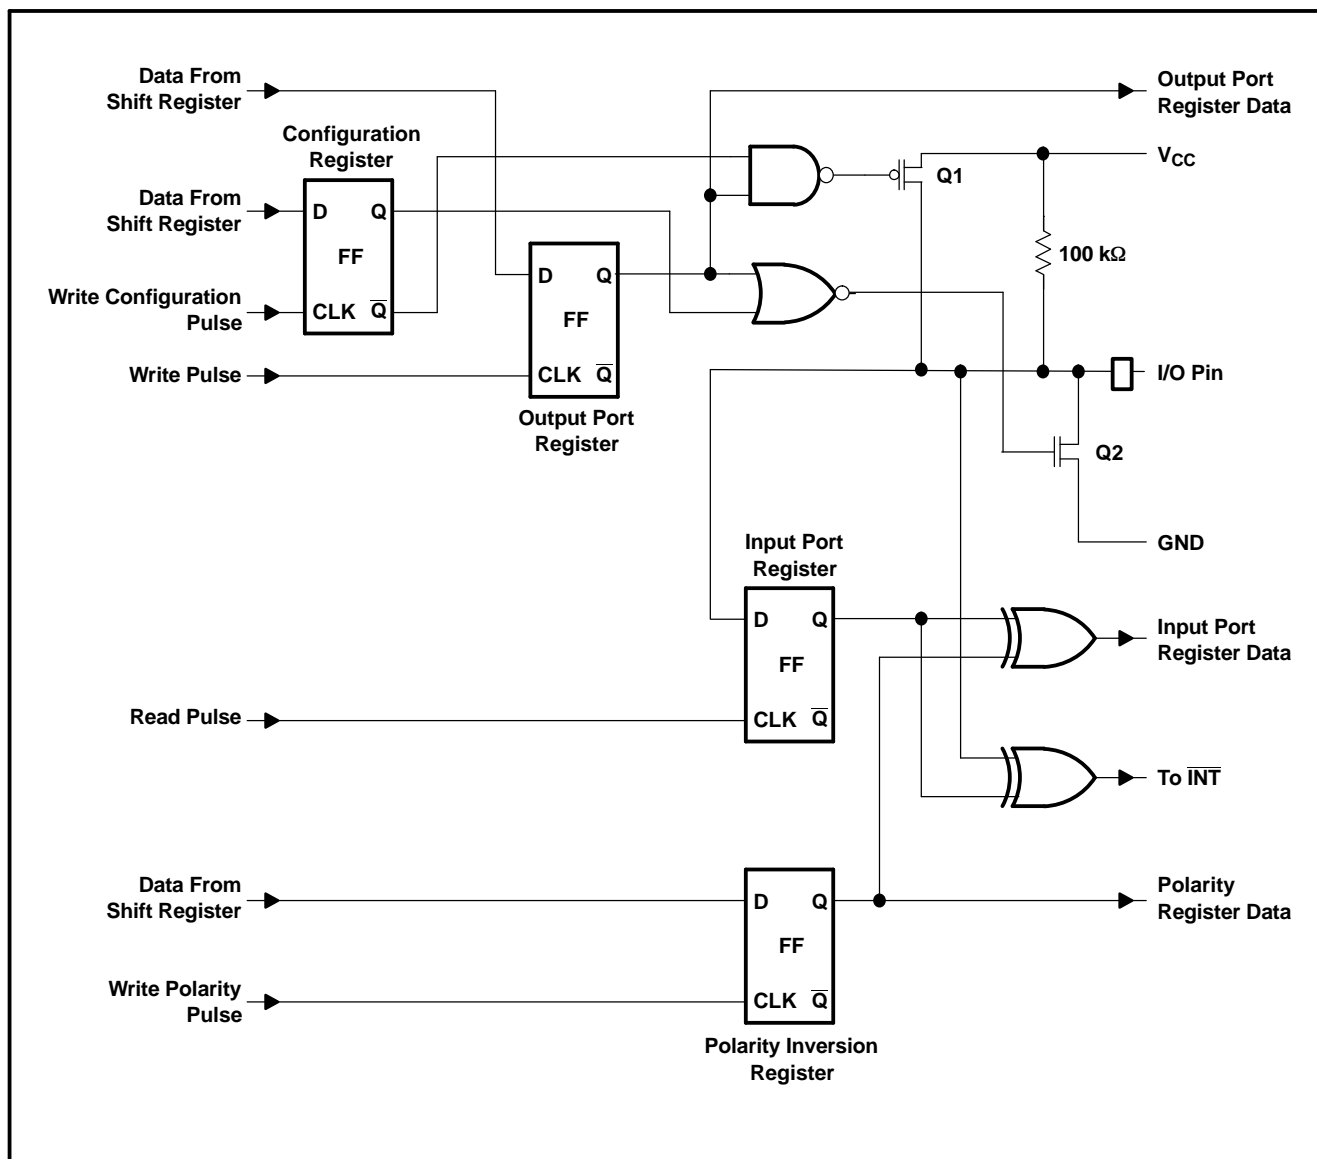 Data From
Shift Register
Output Port
Register Data
Configuration
Register
VCC
Q1
Data From
Shift Register
D Q
FF
CLK Q̅
100 kΩ
D Q
FF
CLK Q̅
Write Configuration
Pulse
Write Pulse
I/O Pin
Output Port
Register
Q2
GND
Input Port
Register
D Q
FF
CLK Q̅
Input Port
Register Data
Read Pulse
To I̅N̅T̅
Data From
Shift Register
D Q
FF
CLK Q̅
Polarity
Register Data
Write Polarity
Pulse
Polarity Inversion
Register